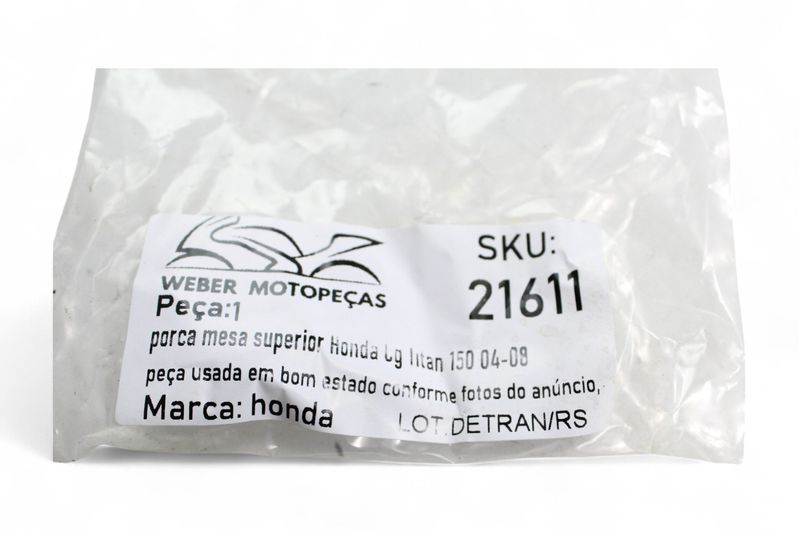 WEBER MOTOPEÇAS
SKU:
21611
Peça:1
porca mesa superior Honda Cg Titan 150 04-08
peça usada em bom estado conforme fotos do anúncio,
Marca: honda
LOT.DETRAN/RS